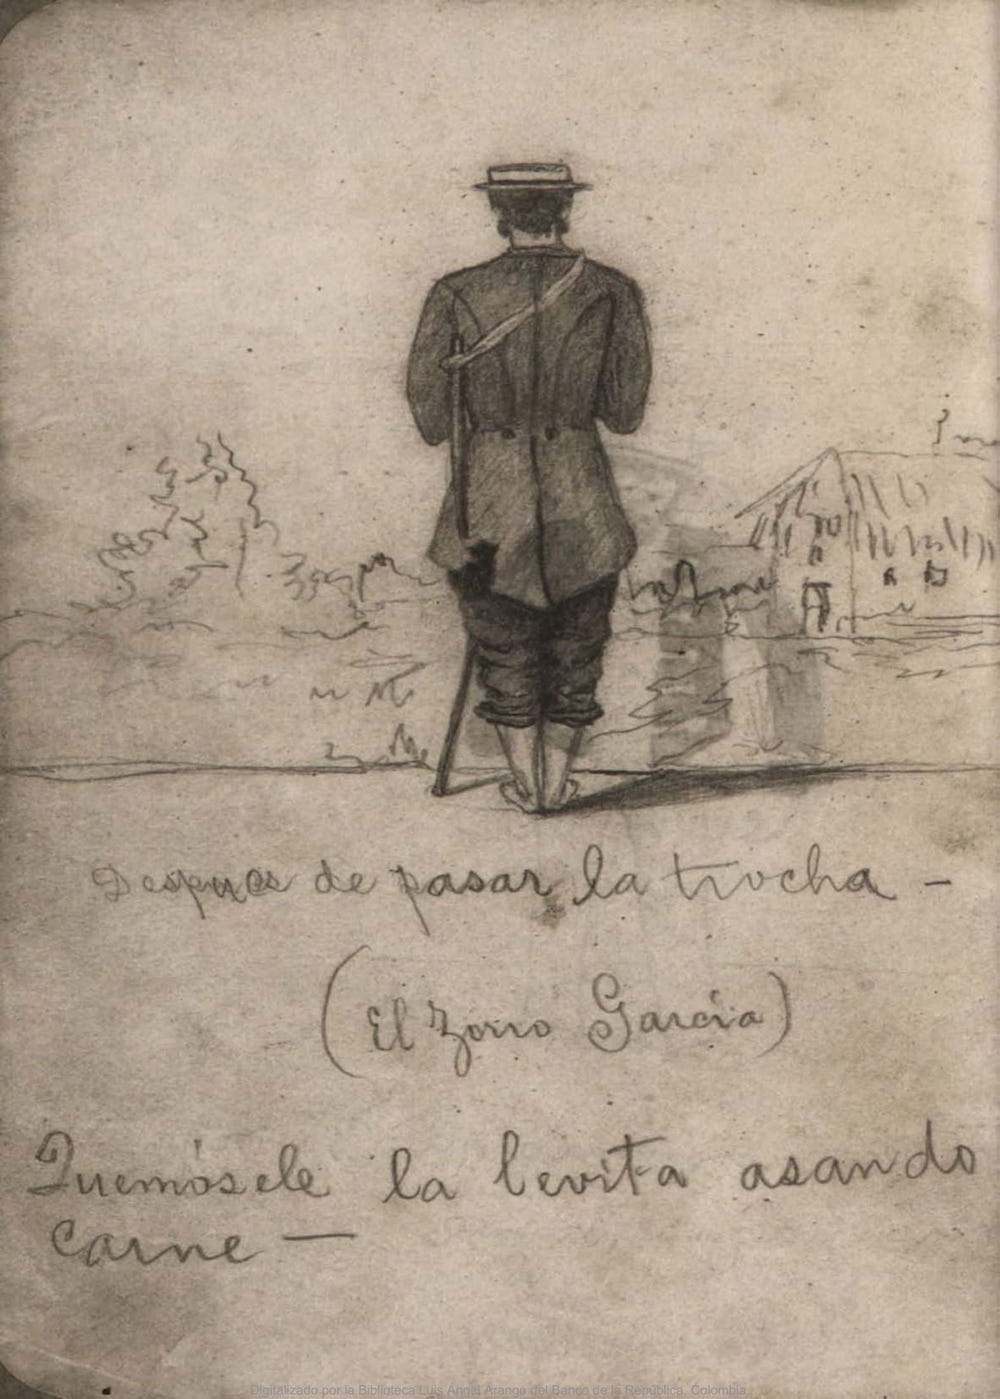 Despues de pasar la trocha -
(El Zorro García)
Quemósele la levita asando
carne —
Digitalizado por la Biblioteca Luis Ángel Arango del Banco de la República, Colombia